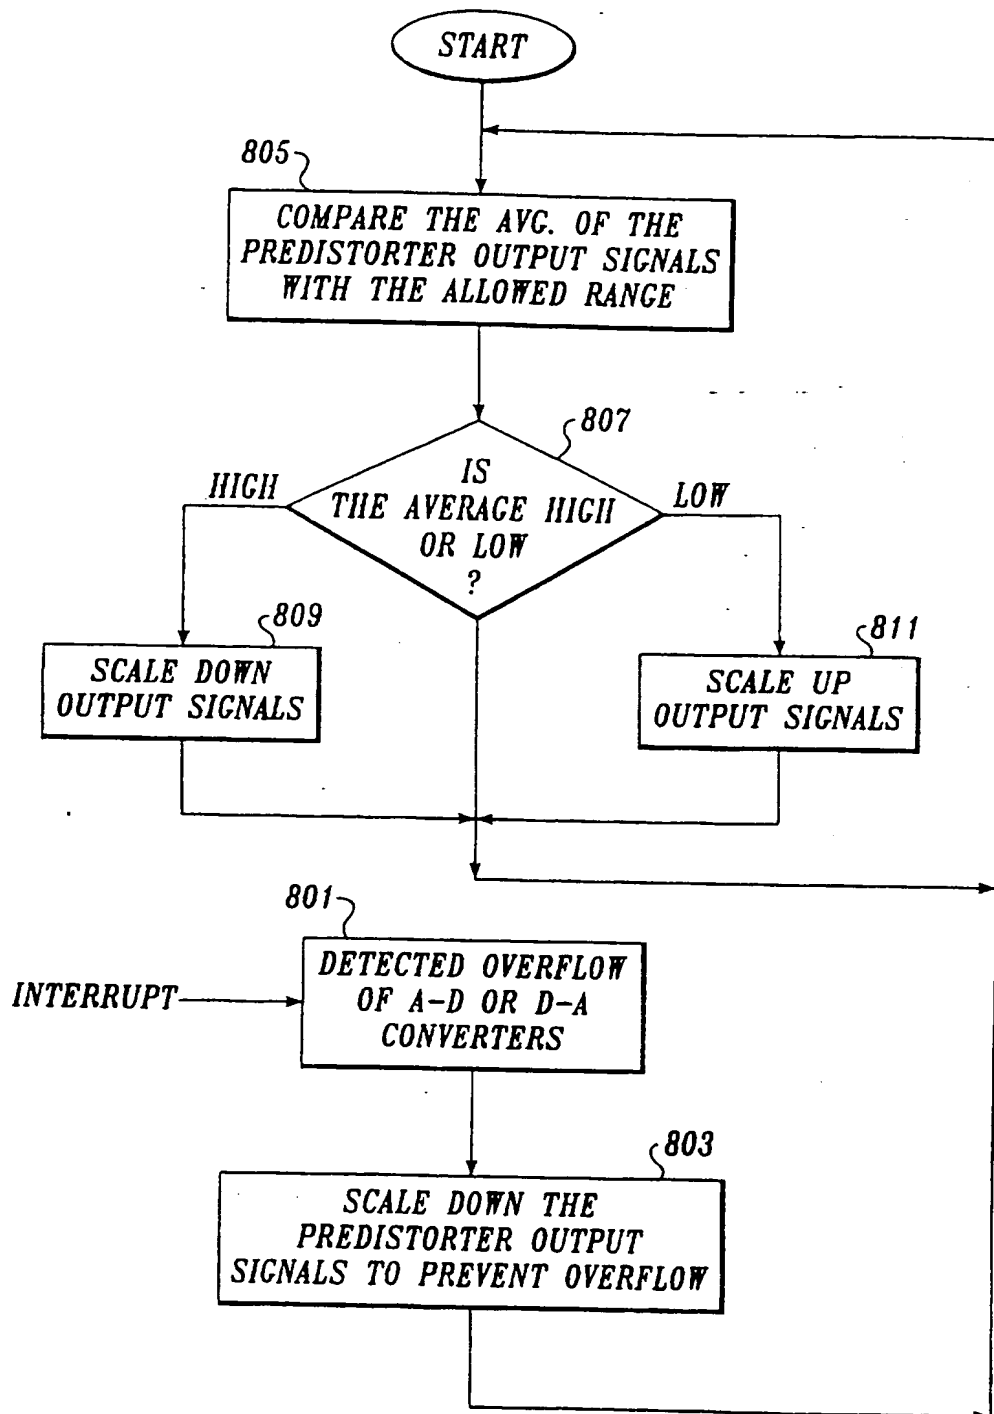 START
805
COMPARE THE AVG. OF THE
PREDISTORTER OUTPUT SIGNALS
WITH THE ALLOWED RANGE
807
IS
THE AVERAGE HIGH
OR LOW
?
HIGH
LOW
809
SCALE DOWN
OUTPUT SIGNALS
811
SCALE UP
OUTPUT SIGNALS
801
DETECTED OVERFLOW
OF A-D OR D-A
CONVERTERS
INTERRUPT
803
SCALE DOWN THE
PREDISTORTER OUTPUT
SIGNALS TO PREVENT OVERFLOW